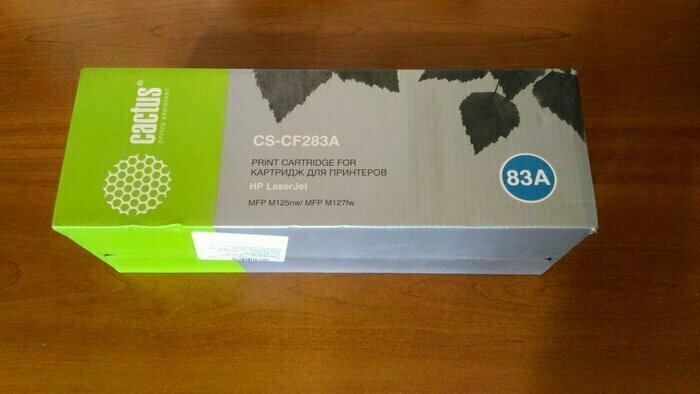 cactus®
OFFICE ASSISTANT
CS-CF283A
PRINT CARTRIDGE FOR
КАРТРИДЖ ДЛЯ ПРИНТЕРОВ
HP LaserJet
MFP M125nw/ MFP M127fw
83A